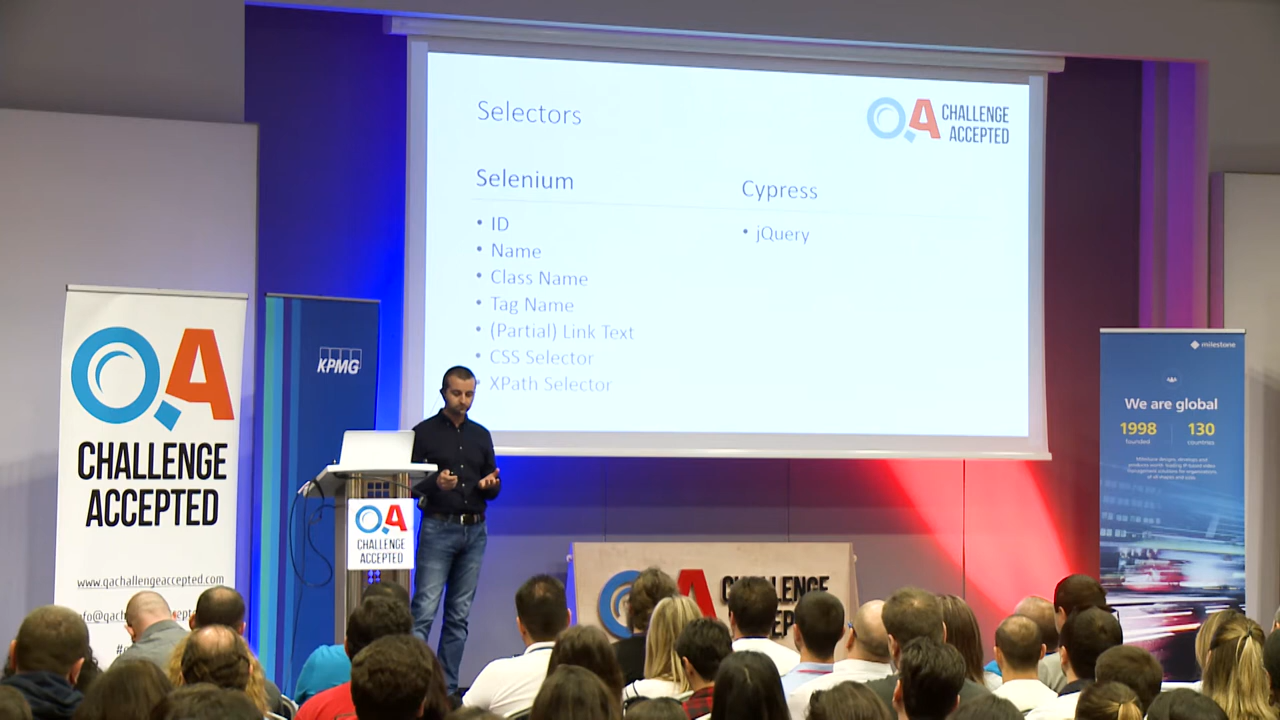 Selectors
QA CHALLENGE
ACCEPTED
Selenium
• ID
• Name
• Class Name
• Tag Name
• (Partial) Link Text
• CSS Selector
• XPath Selector
Cypress
• jQuery
QA
CHALLENGE
ACCEPTED
www.qachallengeaccepted.com
KPMG
QA
CHALLENGE
ACCEPTED
QA CHALLENGE
milestone
We are global
1998
founded
130
countries